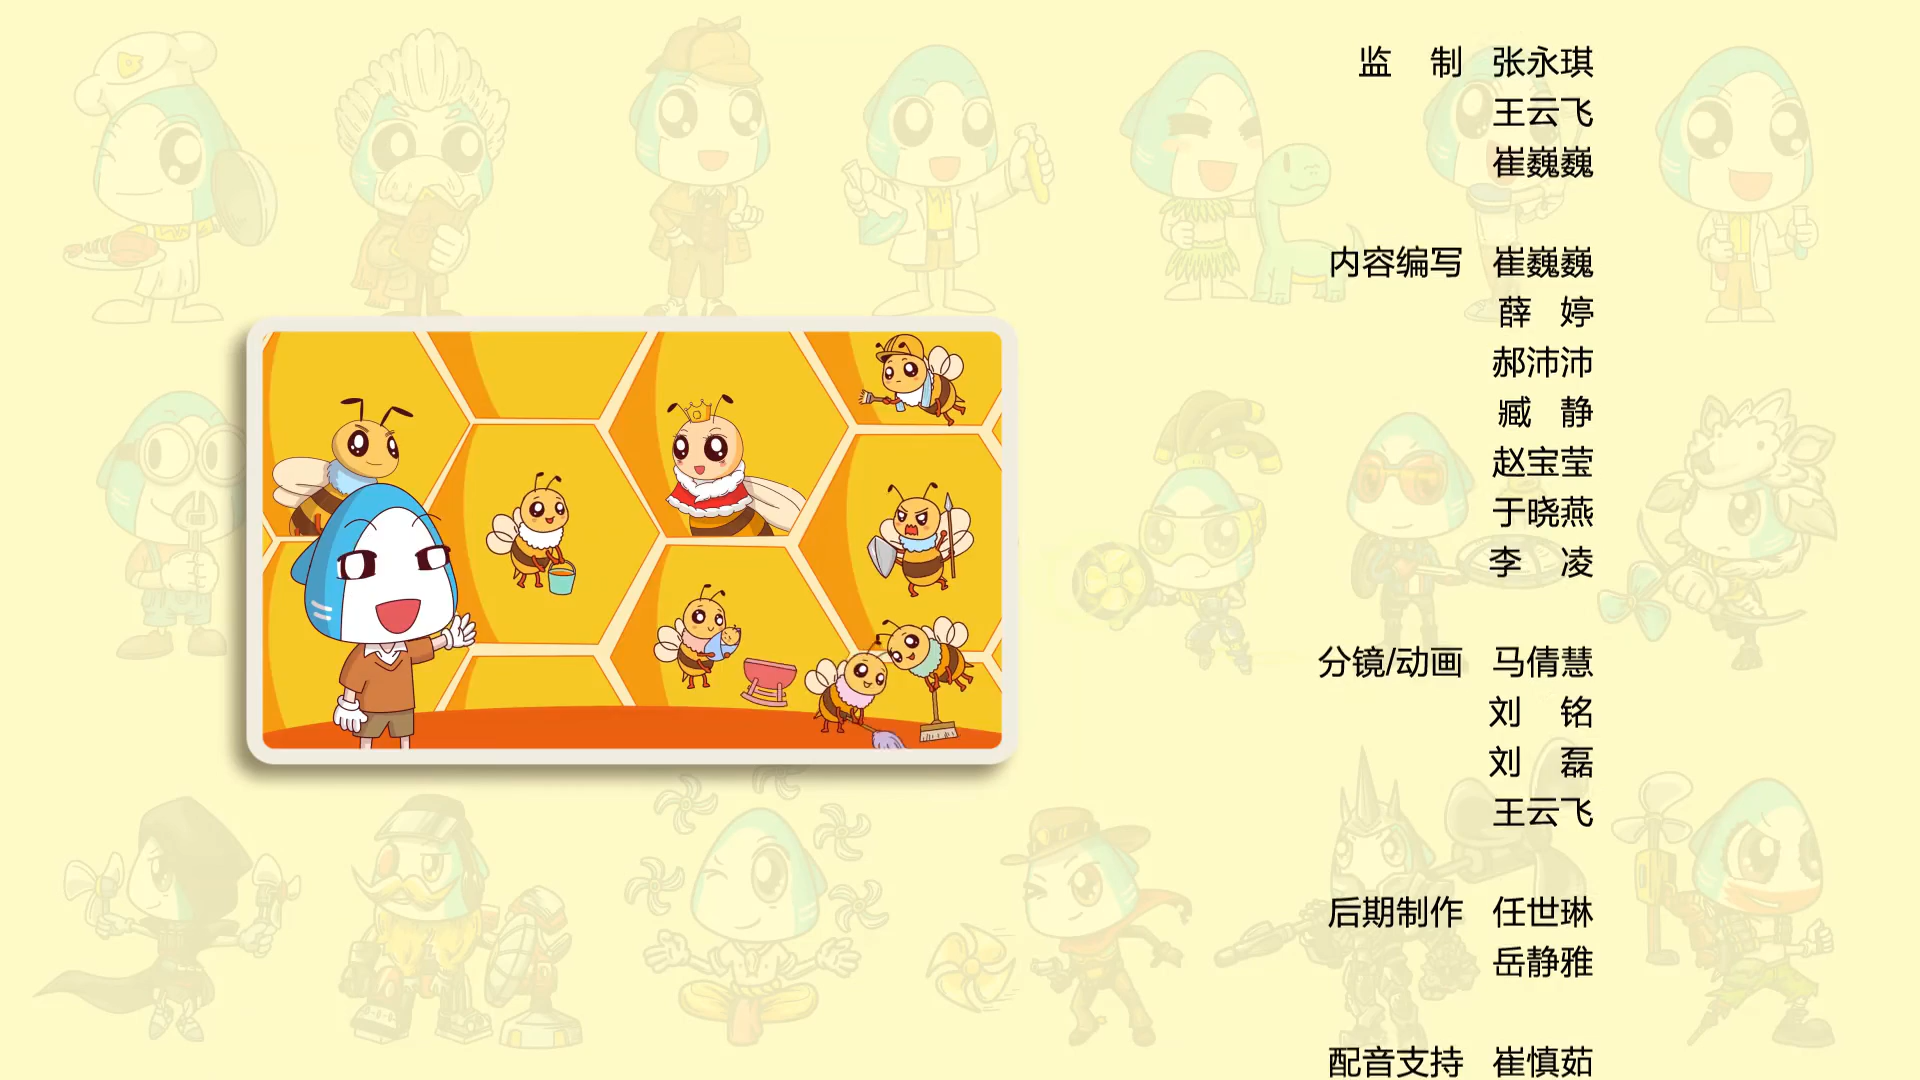 监 制 张永琪
王云飞
崔巍巍
内容编写 崔巍巍
薛 婷
郝沛沛
臧 静
赵宝莹
于晓燕
李 凌
分镜/动画 马倩慧
刘 铭
刘 磊
王云飞
后期制作 任世琳
岳静雅
配音支持 崔慎茹